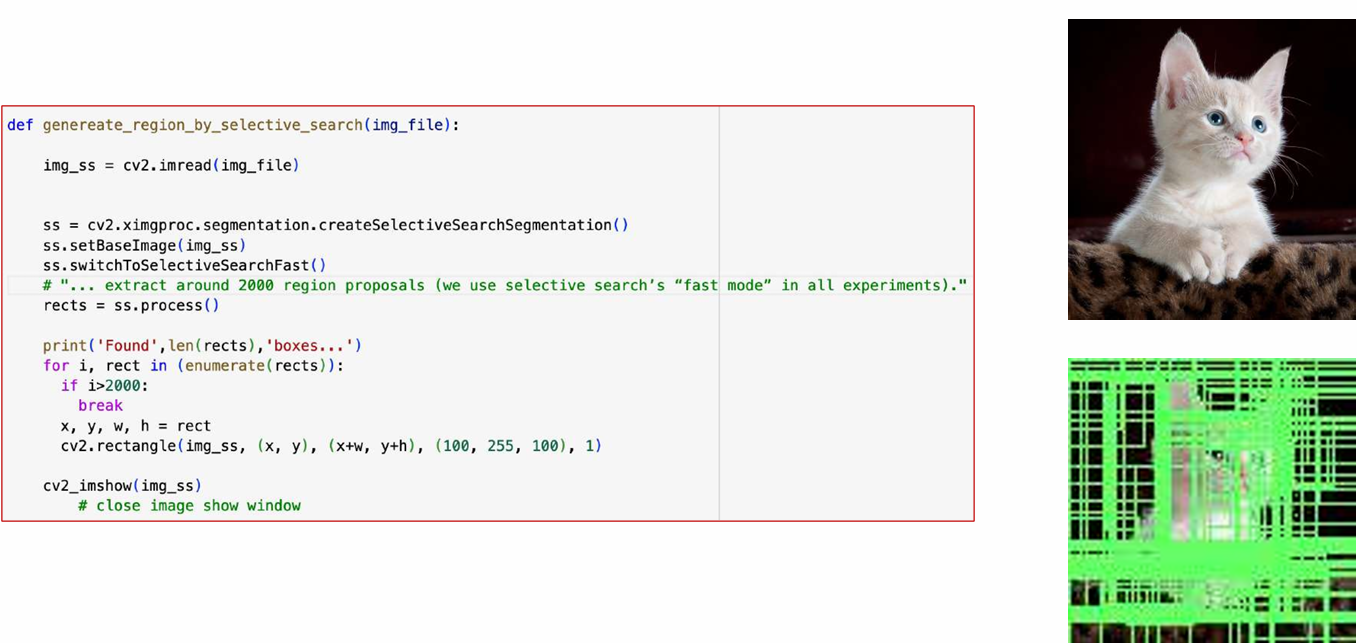 def genereate_region_by_selective_search(img_file):
img_ss = cv2.imread(img_file)
ss = cv2.ximgproc.segmentation.createSelectiveSearchSegmentation()
ss.setBaseImage(img_ss)
ss.switchToSelectiveSearchFast()
# "... extract around 2000 region proposals (we use selective search’s “fast mode” in all experiments)."
rects = ss.process()
print('Found',len(rects),'boxes...')
for i, rect in (enumerate(rects)):
if i>2000:
break
x, y, w, h = rect
cv2.rectangle(img_ss, (x, y), (x+w, y+h), (100, 255, 100), 1)
cv2_imshow(img_ss)
# close image show window